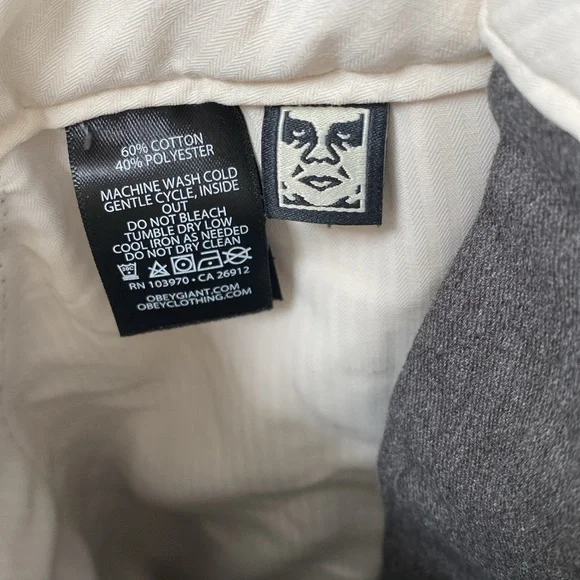 60% COTTON
40% POLYESTER
MACHINE WASH COLD
GENTLE CYCLE, INSIDE
OUT
DO NOT BLEACH
TUMBLE DRY LOW
COOL IRON AS NEEDED
DO NOT DRY CLEAN
RN 103970 • CA 26912
OBEYGIANT.COM
OBEYCLOTHING.COM